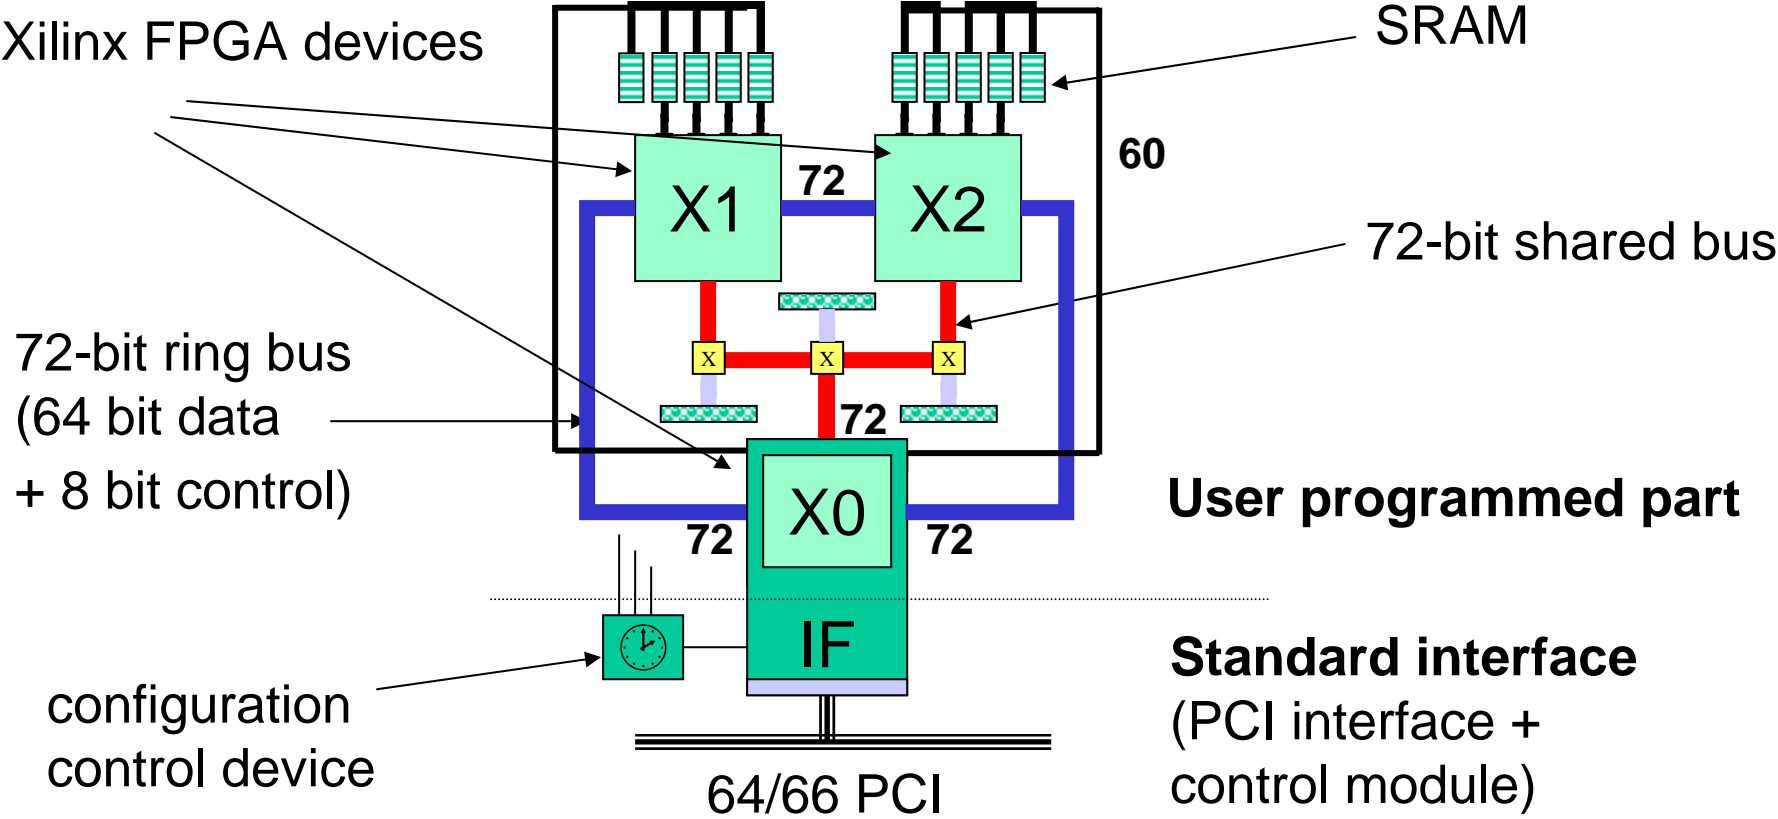 Xilinx FPGA devices
SRAM
60
72
X1
X2
72-bit shared bus
72-bit ring bus
(64 bit data
+ 8 bit control)
x
x
x
72
X0
72
72
User programmed part
IF
Standard interface
(PCI interface +
control module)
configuration
control device
64/66 PCI